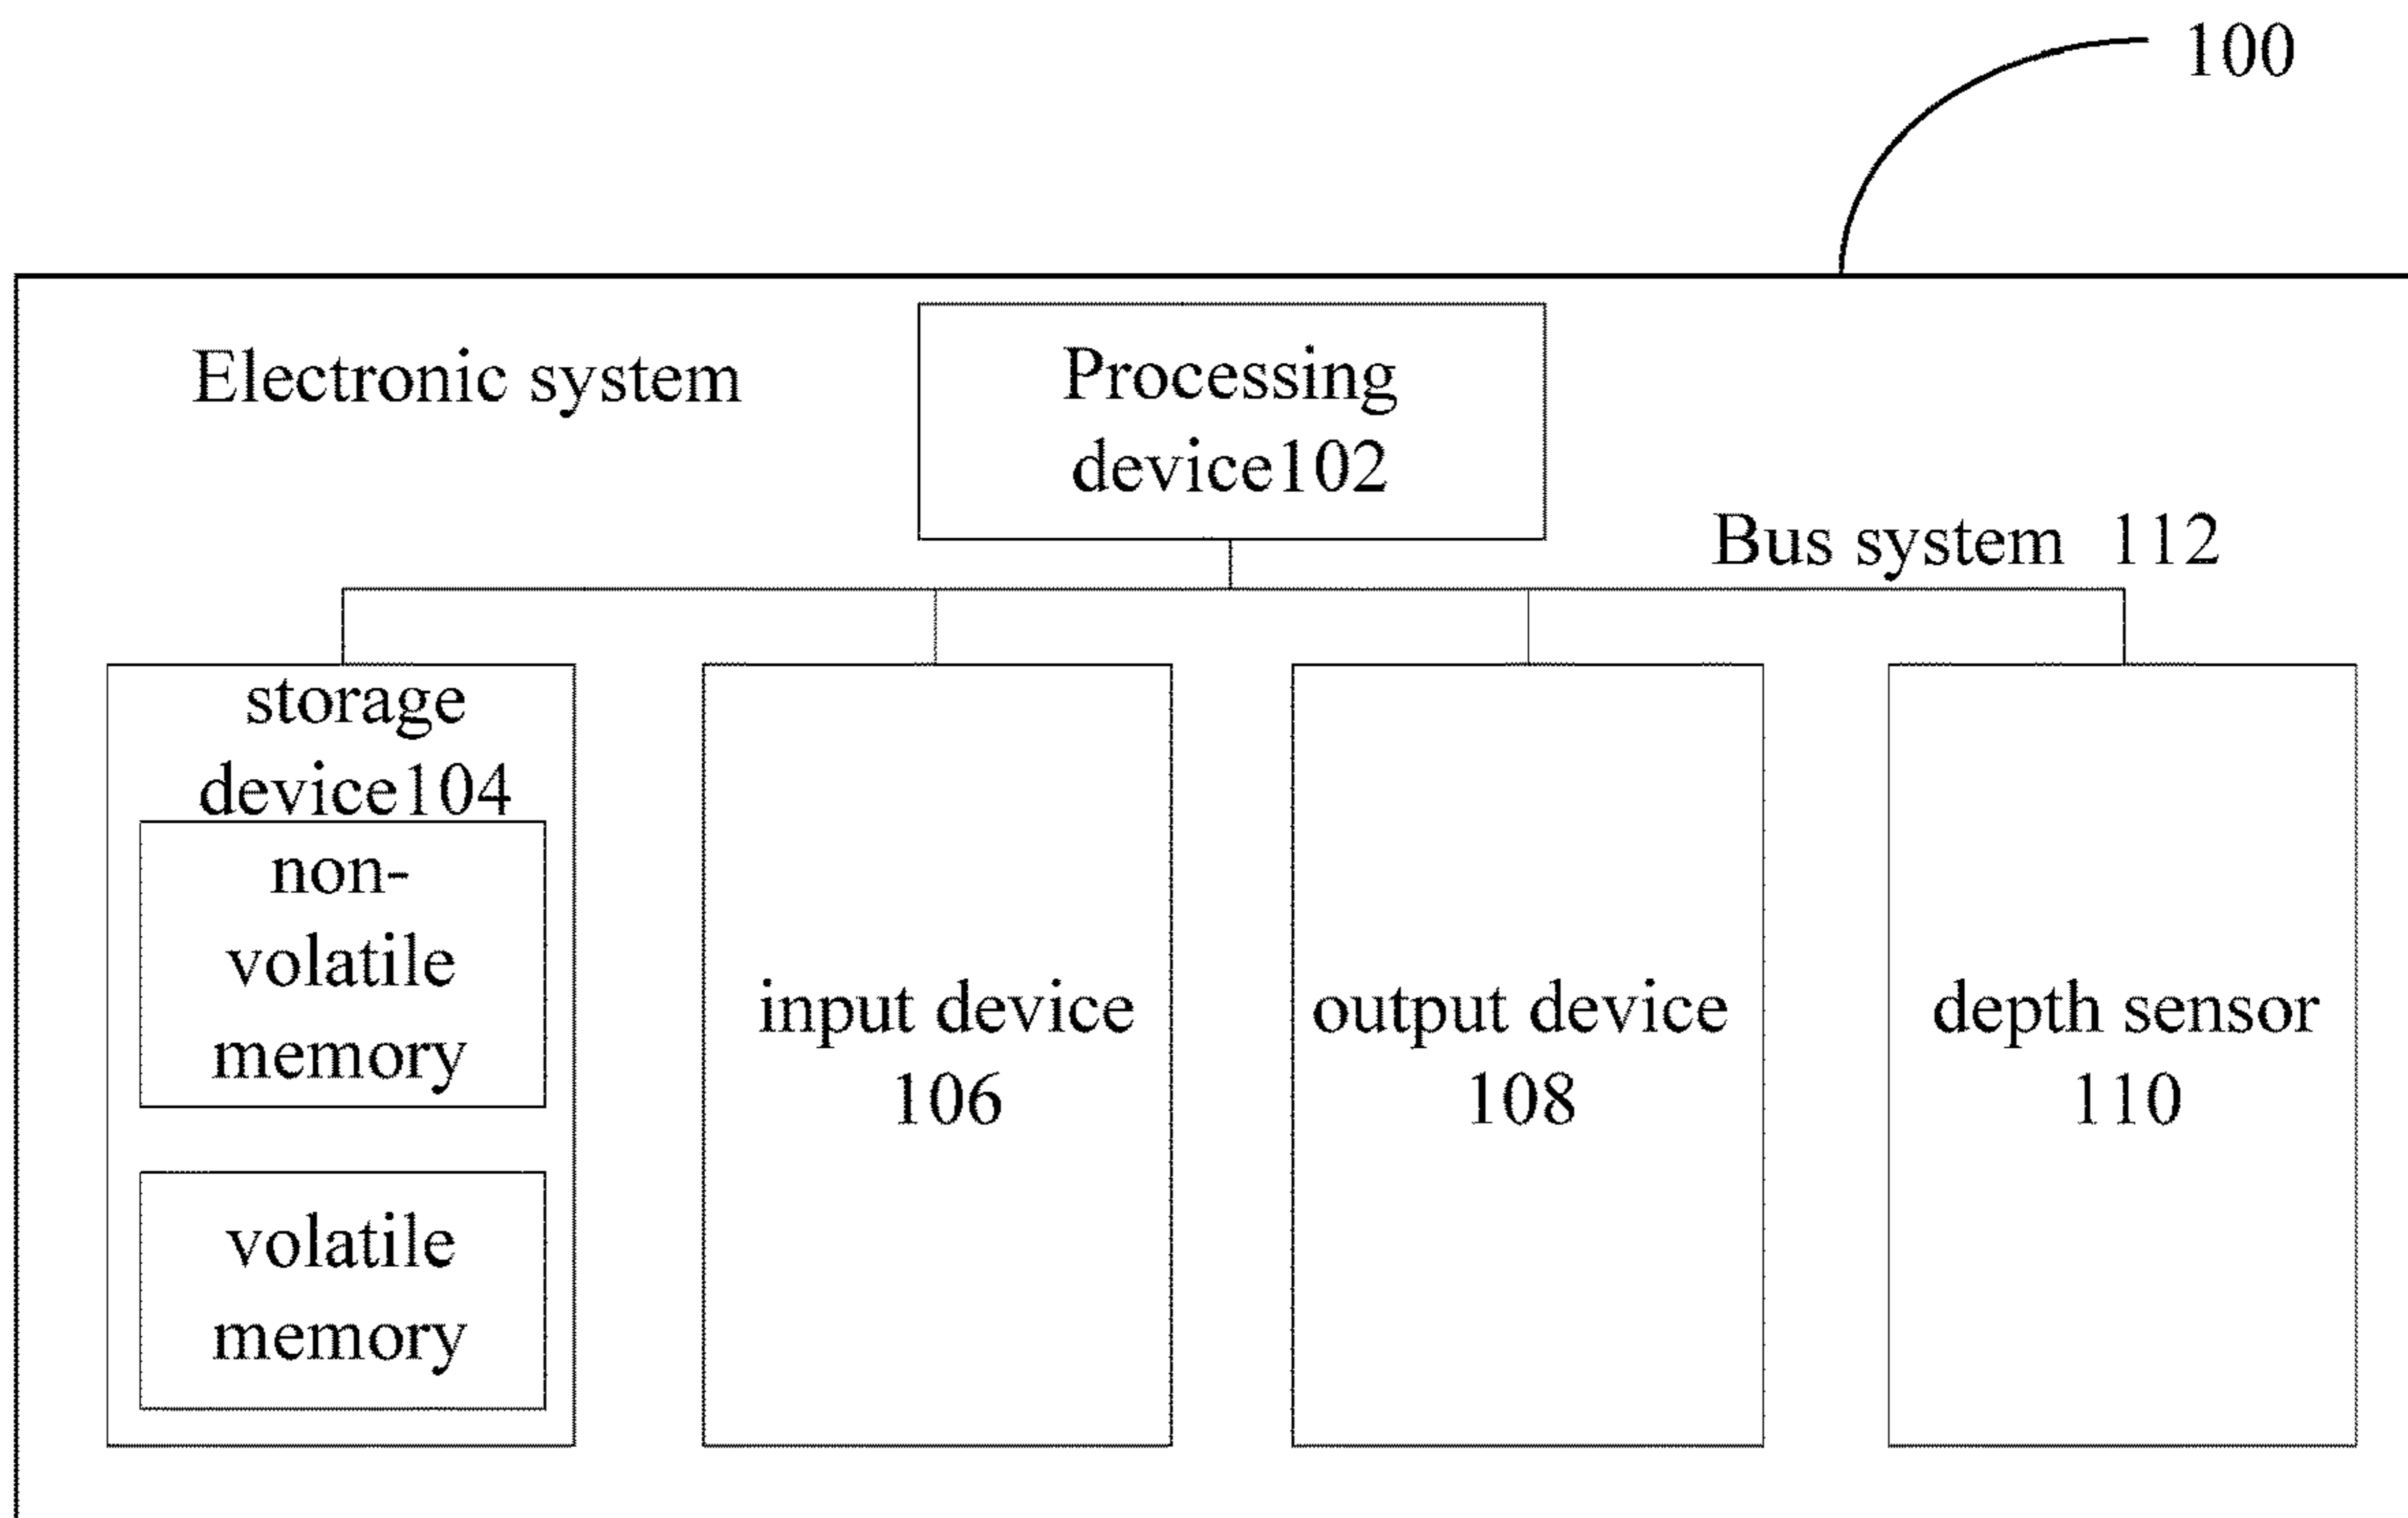 100
Electronic system
Processing
device102
Bus system 112
storage
device104
non-
volatile
memory
volatile
memory
input device
106
output device
108
depth sensor
110